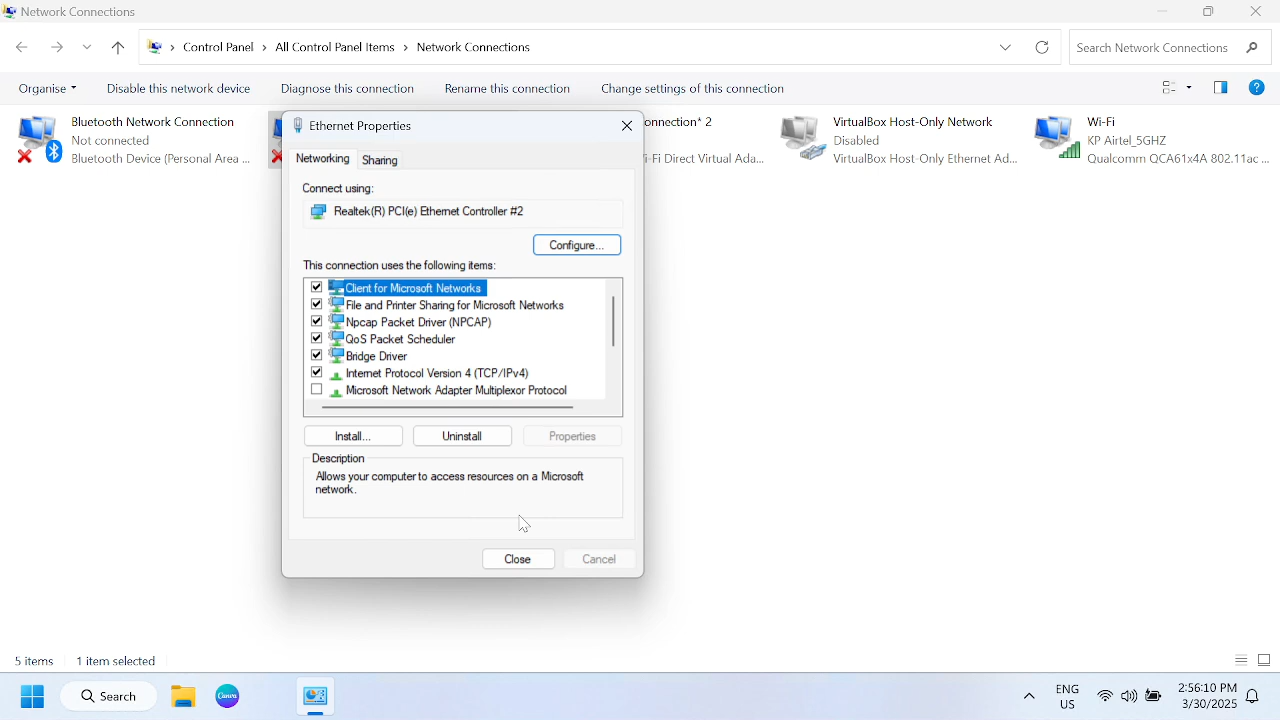 Network Connections
Control Panel > All Control Panel Items > Network Connections
Search Network Connections
Organise
Disable this network device
Diagnose this connection
Rename this connection
Change settings of this connection
Bluetooth Network Connection
Not connected
Bluetooth Device (Personal Area ...
onnection* 2
i-Fi Direct Virtual Ada...
VirtualBox Host-Only Network
Disabled
VirtualBox Host-Only Ethernet Ad...
Wi-Fi
KP Airtel_5GHZ
Qualcomm QCA61x4A 802.11ac ...
Ethernet Properties
Networking
Sharing
Connect using:
Realtek(R) PCI(e) Ethernet Controller #2
Configure...
This connection uses the following items:
Client for Microsoft Networks
File and Printer Sharing for Microsoft Networks
Npcap Packet Driver (NPCAP)
QoS Packet Scheduler
Bridge Driver
Internet Protocol Version 4 (TCP/IPv4)
Microsoft Network Adapter Multiplexor Protocol
Install...
Uninstall
Properties
Description
Allows your computer to access resources on a Microsoft
network.
Close
Cancel
5 items
1 item selected
Search
Canva
ENG
US
2:56:10 PM
3/30/2025